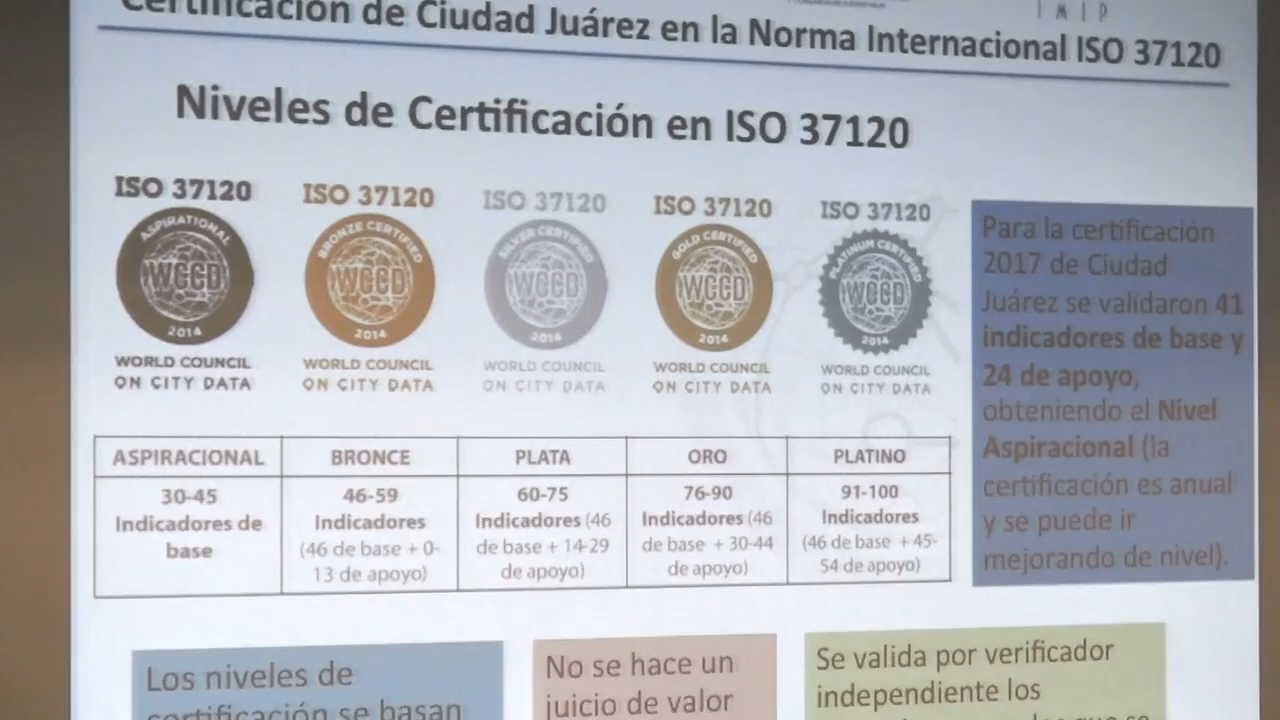 Certificación de Ciudad Juárez en la Norma Internacional ISO 37120
I M I P
Niveles de Certificación en ISO 37120
ISO 37120
ASPIRATIONAL
WCCD
2014
WORLD COUNCIL
ON CITY DATA
ISO 37120
BRONZE CERTIFIED
WCCD
2014
WORLD COUNCIL
ON CITY DATA
ISO 37120
SILVER CERTIFIED
WCCD
2014
WORLD COUNCIL
ON CITY DATA
ISO 37120
GOLD CERTIFIED
WCCD
2014
WORLD COUNCIL
ON CITY DATA
ISO 37120
PLATINUM CERTIFIED
WCCD
2014
WORLD COUNCIL
ON CITY DATA
Para la certificación
2017 de Ciudad
Juárez se validaron 41
indicadores de base y
24 de apoyo,
obteniendo el Nivel
Aspiracional (la
certificación es anual
y se puede ir
mejorando de nivel).
ASPIRACIONAL
30-45
Indicadores de
base
BRONCE
46-59
Indicadores
(46 de base + 0-
13 de apoyo)
PLATA
60-75
Indicadores (46
de base + 14-29
de apoyo)
ORO
76-90
Indicadores (46
de base + 30-44
de apoyo)
PLATINO
91-100
Indicadores
(46 de base + 45-
54 de apoyo)
Los niveles de
certificación se basan
No se hace un
juicio de valor
Se valida por verificador
independiente los